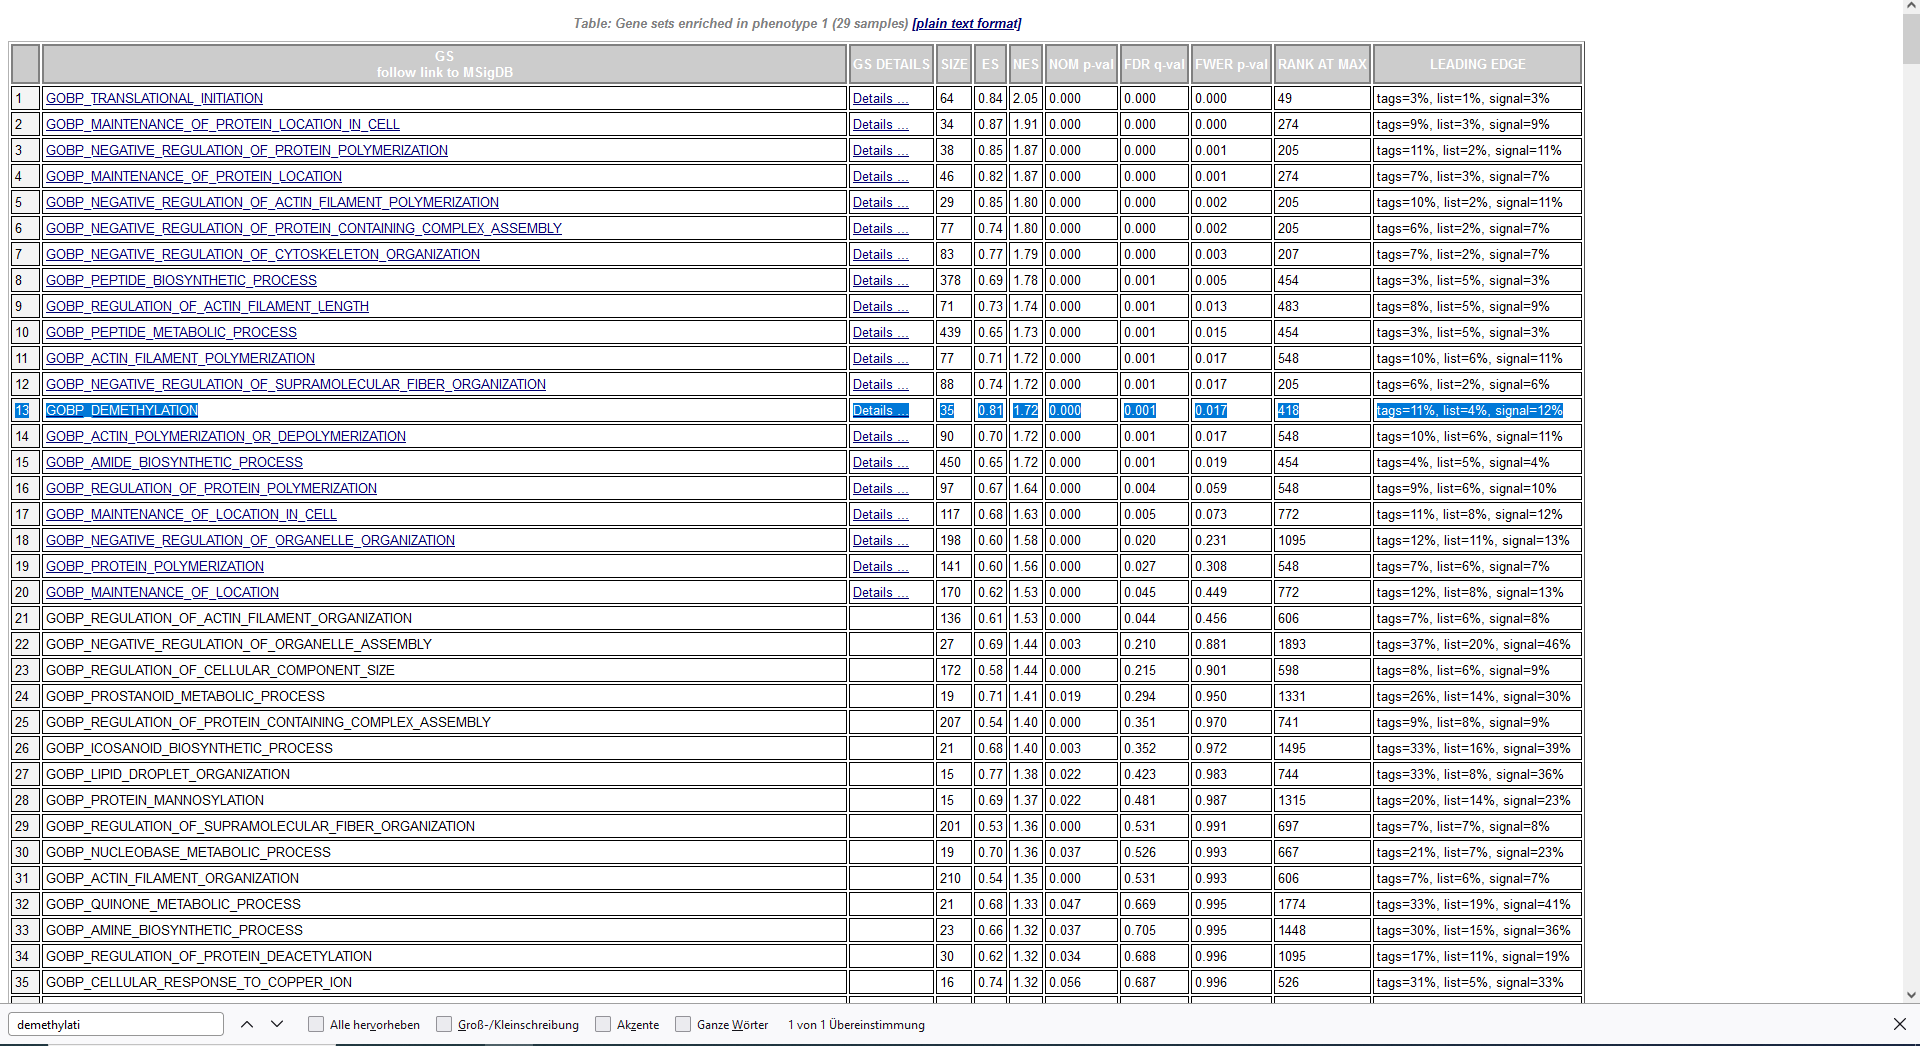 Table: Gene sets enriched in phenotype 1 (29 samples) [plain text format]
GS follow link to MSigDB GS DETAILS SIZE ES NES NOM p-val FDR q-val FWER p-val RANK AT MAX LEADING EDGE
1 GOBP_TRANSLATIONAL_INITIATION Details ... 64 0.84 2.05 0.000 0.000 0.000 49 tags=3%, list=1%, signal=3%
2 GOBP_MAINTENANCE_OF_PROTEIN_LOCATION_IN_CELL Details ... 34 0.87 1.91 0.000 0.000 0.000 274 tags=9%, list=3%, signal=9%
3 GOBP_NEGATIVE_REGULATION_OF_PROTEIN_POLYMERIZATION Details ... 38 0.85 1.87 0.000 0.000 0.001 205 tags=11%, list=2%, signal=11%
4 GOBP_MAINTENANCE_OF_PROTEIN_LOCATION Details ... 46 0.82 1.87 0.000 0.000 0.001 274 tags=7%, list=3%, signal=7%
5 GOBP_NEGATIVE_REGULATION_OF_ACTIN_FILAMENT_POLYMERIZATION Details ... 29 0.85 1.80 0.000 0.000 0.002 205 tags=10%, list=2%, signal=11%
6 GOBP_NEGATIVE_REGULATION_OF_PROTEIN_CONTAINING_COMPLEX_ASSEMBLY Details ... 77 0.74 1.80 0.000 0.000 0.002 205 tags=6%, list=2%, signal=7%
7 GOBP_NEGATIVE_REGULATION_OF_CYTOSKELETON_ORGANIZATION Details ... 83 0.77 1.79 0.000 0.000 0.003 207 tags=7%, list=2%, signal=7%
8 GOBP_PEPTIDE_BIOSYNTHETIC_PROCESS Details ... 378 0.69 1.78 0.000 0.001 0.005 454 tags=3%, list=5%, signal=3%
9 GOBP_REGULATION_OF_ACTIN_FILAMENT_LENGTH Details ... 71 0.73 1.74 0.000 0.001 0.013 483 tags=8%, list=5%, signal=9%
10 GOBP_PEPTIDE_METABOLIC_PROCESS Details ... 439 0.65 1.73 0.000 0.001 0.015 454 tags=3%, list=5%, signal=3%
11 GOBP_ACTIN_FILAMENT_POLYMERIZATION Details ... 77 0.71 1.72 0.000 0.001 0.017 548 tags=10%, list=6%, signal=11%
12 GOBP_NEGATIVE_REGULATION_OF_SUPRAMOLECULAR_FIBER_ORGANIZATION Details ... 88 0.74 1.72 0.000 0.001 0.017 205 tags=6%, list=2%, signal=6%
13 GOBP_DEMETHYLATION Details ... 35 0.81 1.72 0.000 0.001 0.017 418 tags=11%, list=4%, signal=12%
14 GOBP_ACTIN_POLYMERIZATION_OR_DEPOLYMERIZATION Details ... 90 0.70 1.72 0.000 0.001 0.017 548 tags=10%, list=6%, signal=11%
15 GOBP_AMIDE_BIOSYNTHETIC_PROCESS Details ... 450 0.65 1.72 0.000 0.001 0.019 454 tags=4%, list=5%, signal=4%
16 GOBP_REGULATION_OF_PROTEIN_POLYMERIZATION Details ... 97 0.67 1.64 0.000 0.004 0.059 548 tags=9%, list=6%, signal=10%
17 GOBP_MAINTENANCE_OF_LOCATION_IN_CELL Details ... 117 0.68 1.63 0.000 0.005 0.073 772 tags=11%, list=8%, signal=12%
18 GOBP_NEGATIVE_REGULATION_OF_ORGANELLE_ORGANIZATION Details ... 198 0.60 1.58 0.000 0.020 0.231 1095 tags=12%, list=11%, signal=13%
19 GOBP_PROTEIN_POLYMERIZATION Details ... 141 0.60 1.56 0.000 0.027 0.308 548 tags=7%, list=6%, signal=7%
20 GOBP_MAINTENANCE_OF_LOCATION Details ... 170 0.62 1.53 0.000 0.045 0.449 772 tags=12%, list=8%, signal=13%
21 GOBP_REGULATION_OF_ACTIN_FILAMENT_ORGANIZATION 136 0.61 1.53 0.000 0.044 0.456 606 tags=7%, list=6%, signal=8%
22 GOBP_NEGATIVE_REGULATION_OF_ORGANELLE_ASSEMBLY 27 0.69 1.44 0.003 0.210 0.881 1893 tags=37%, list=20%, signal=46%
23 GOBP_REGULATION_OF_CELLULAR_COMPONENT_SIZE 172 0.58 1.44 0.000 0.215 0.901 598 tags=8%, list=6%, signal=9%
24 GOBP_PROSTANOID_METABOLIC_PROCESS 19 0.71 1.41 0.019 0.294 0.950 1331 tags=26%, list=14%, signal=30%
25 GOBP_REGULATION_OF_PROTEIN_CONTAINING_COMPLEX_ASSEMBLY 207 0.54 1.40 0.000 0.351 0.970 741 tags=9%, list=8%, signal=9%
26 GOBP_ICOSANOID_BIOSYNTHETIC_PROCESS 21 0.68 1.40 0.003 0.352 0.972 1495 tags=33%, list=16%, signal=39%
27 GOBP_LIPID_DROPLET_ORGANIZATION 15 0.77 1.38 0.022 0.423 0.983 744 tags=33%, list=8%, signal=36%
28 GOBP_PROTEIN_MANNOSYLATION 15 0.69 1.37 0.022 0.481 0.987 1315 tags=20%, list=14%, signal=23%
29 GOBP_REGULATION_OF_SUPRAMOLECULAR_FIBER_ORGANIZATION 201 0.53 1.36 0.000 0.531 0.991 697 tags=7%, list=7%, signal=8%
30 GOBP_NUCLEOBASE_METABOLIC_PROCESS 19 0.70 1.36 0.037 0.526 0.993 667 tags=21%, list=7%, signal=23%
31 GOBP_ACTIN_FILAMENT_ORGANIZATION 210 0.54 1.35 0.000 0.531 0.993 606 tags=7%, list=6%, signal=7%
32 GOBP_QUINONE_METABOLIC_PROCESS 21 0.68 1.33 0.047 0.669 0.995 1774 tags=33%, list=19%, signal=41%
33 GOBP_AMINE_BIOSYNTHETIC_PROCESS 23 0.66 1.32 0.037 0.705 0.995 1448 tags=30%, list=15%, signal=36%
34 GOBP_REGULATION_OF_PROTEIN_DEACETYLATION 30 0.62 1.32 0.034 0.688 0.996 1095 tags=17%, list=11%, signal=19%
35 GOBP_CELLULAR_RESPONSE_TO_COPPER_ION 16 0.74 1.32 0.056 0.687 0.996 526 tags=31%, list=5%, signal=33%
demethylati Alle hervorheben Groß-/Kleinschreibung Akzente Ganze Wörter 1 von 1 Übereinstimmung